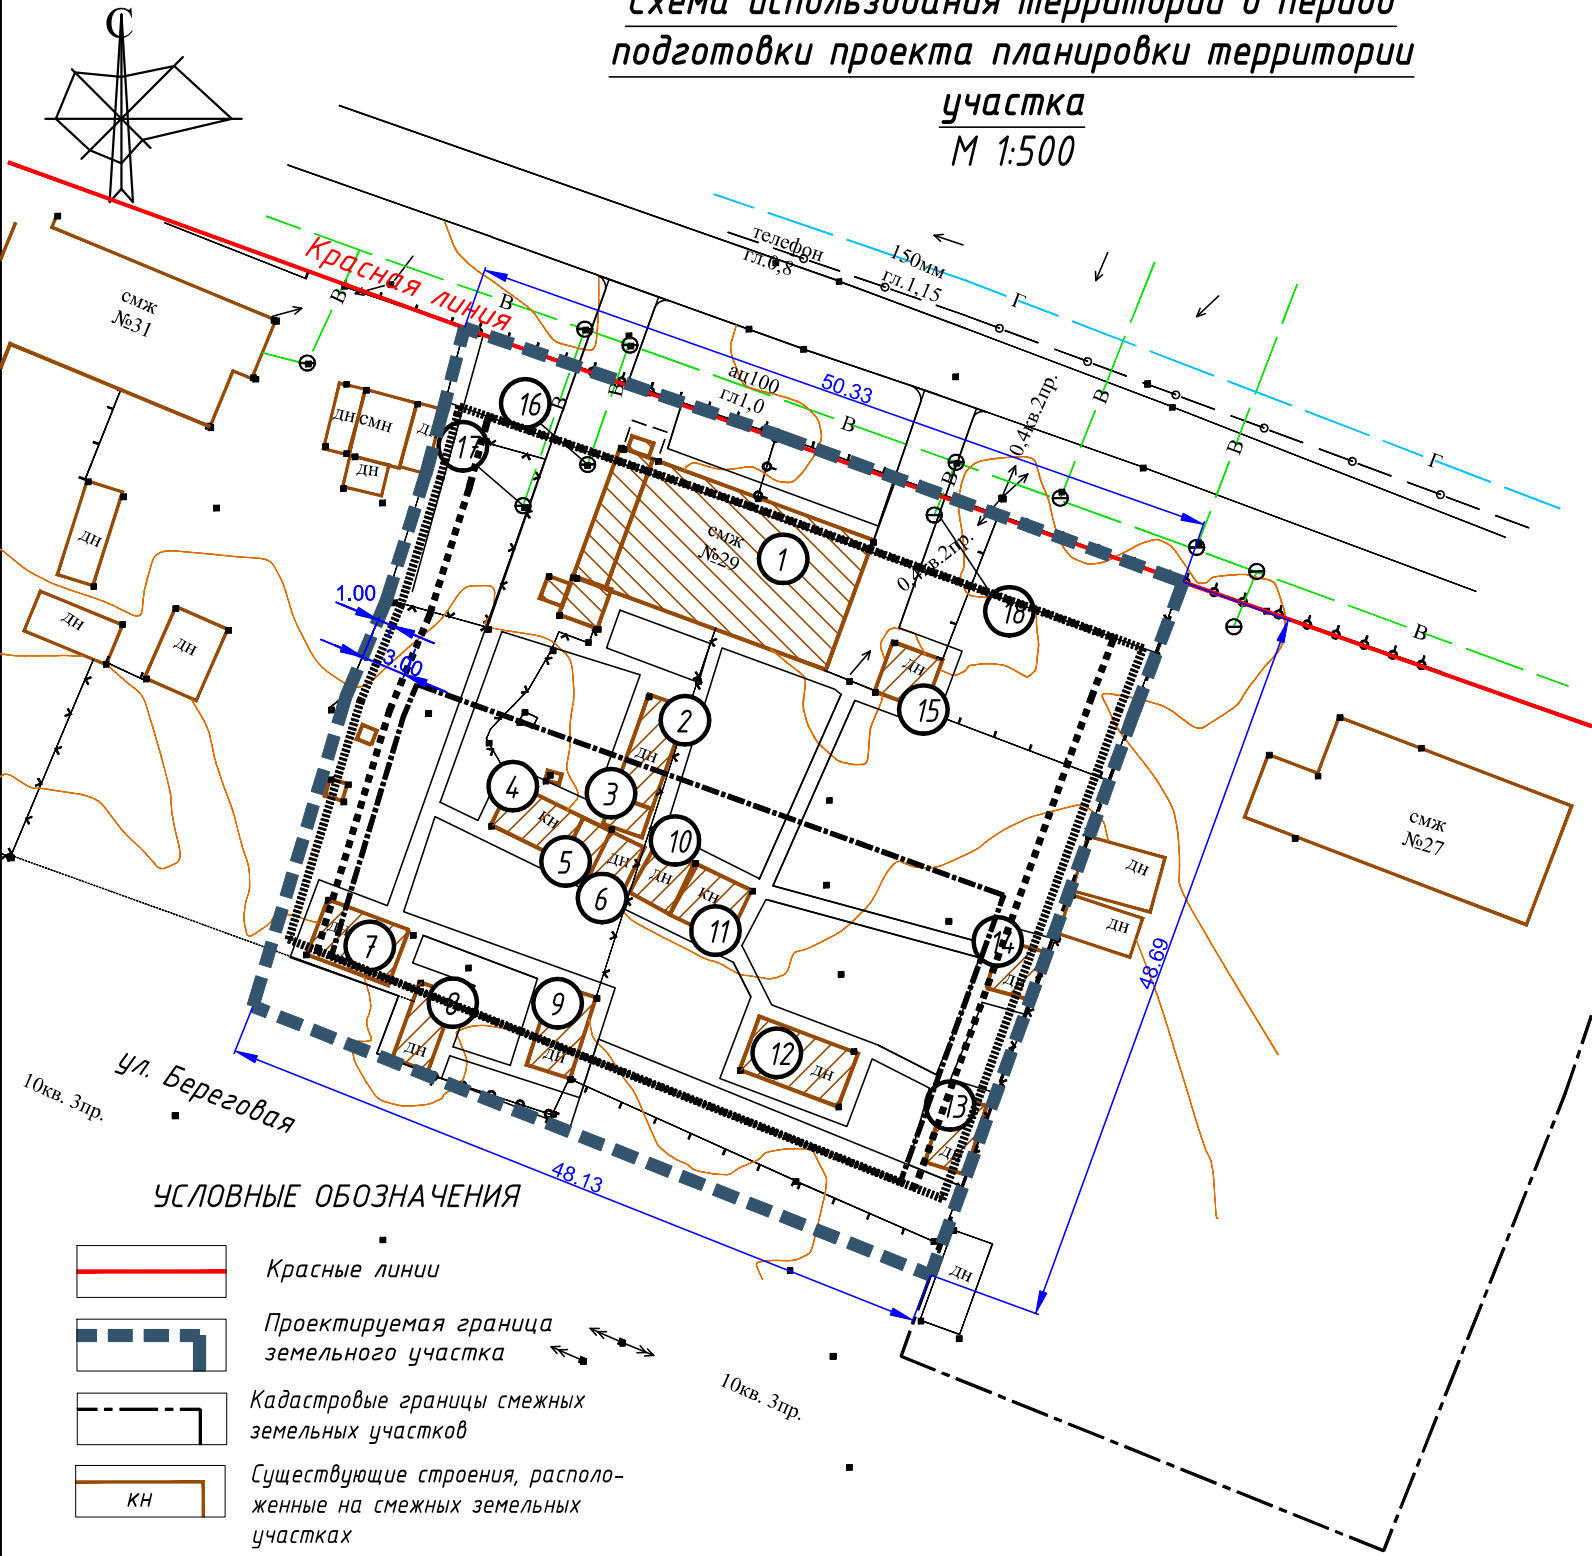 Схема использования территории в период
подготовки проекта планировки территории
участка
М 1:500
С
Красная линия
телефон
гл.0,8
150мм
гл.1,15
Г
Г
В
В
В
В
В
В
В
В
В
ац100
гл1,0
50.33
0,4кв.2пр.
0,4кв.2пр.
смж
№31
дн
смн
дн
дн
дн
дн
16
17
смж
№29
1
18
1.00
3.00
дн
15
2
дн
3
4
кн
5
дн
6
10
дн
кн
11
смж
№27
дн
дн
14
дн
48.69
7
8
дн
9
дн
12
дн
13
дн
дн
48.13
ул. Береговая
10кв. 3пр.
10кв. 3пр.
УСЛОВНЫЕ ОБОЗНАЧЕНИЯ
Красные линии
Проектируемая граница
земельного участка
Кадастровые границы смежных
земельных участков
кн
Существующие строения, располо-
женные на смежных земельных
участках